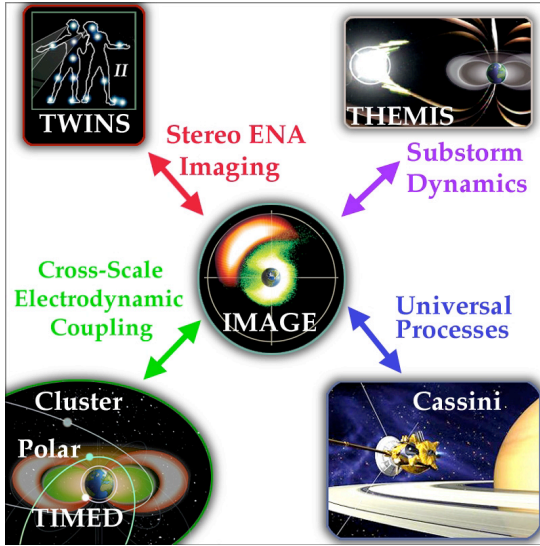 II
TWINS
THEMIS
Stereo ENA
Imaging
Substorm
Dynamics
Cross-Scale
Electrodynamic
Coupling
IMAGE
Universal
Processes
Cluster
Polar
TIMED
Cassini